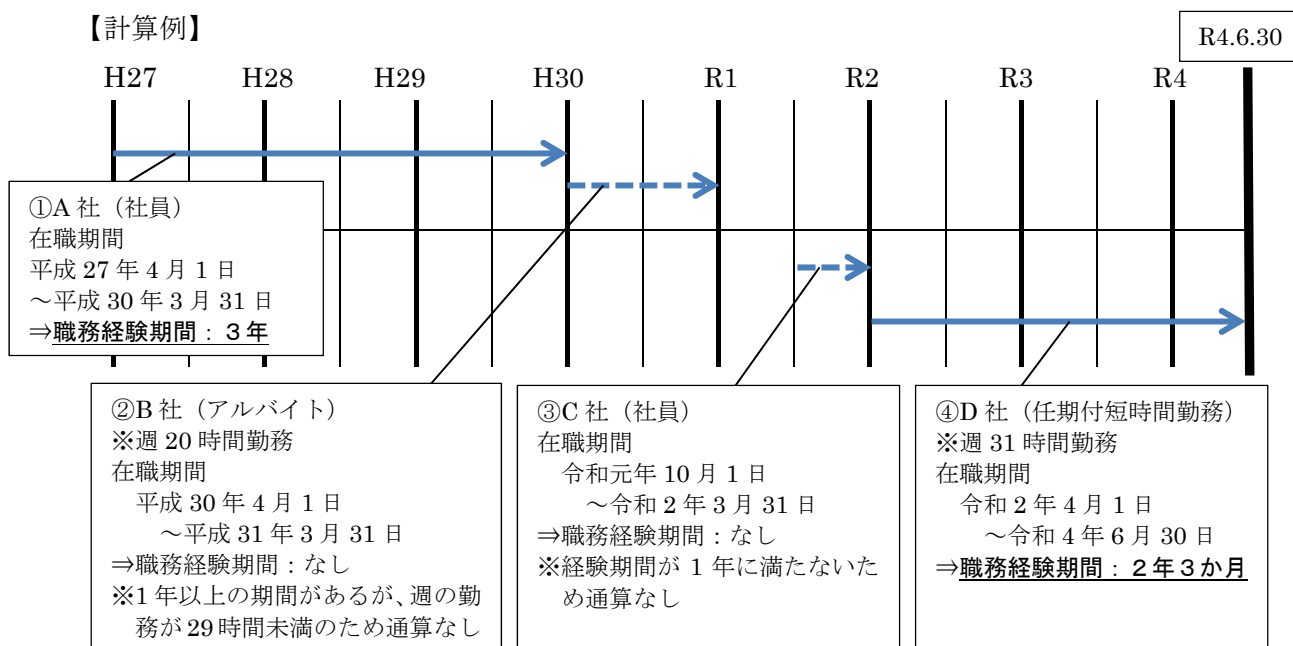 【計算例】
R4.6.30
H27 H28 H29 H30 R1 R2 R3 R4
①A 社（社員）
在職期間
平成 27 年 4 月 1 日
～平成 30 年 3 月 31 日
⇒職務経験期間：３年
②B 社（アルバイト）
※週 20 時間勤務
在職期間
平成 30 年 4 月 1 日
～平成 31 年 3 月 31 日
⇒職務経験期間：なし
※1 年以上の期間があるが、週の勤
務が 29 時間未満のため通算なし
③C 社（社員）
在職期間
令和元年 10 月 1 日
～令和 2 年 3 月 31 日
⇒職務経験期間：なし
※経験期間が 1 年に満たないた
め通算なし
④D 社（任期付短時間勤務）
※週 31 時間勤務
在職期間
令和 2 年 4 月 1 日
～令和 4 年 6 月 30 日
⇒職務経験期間：２年３か月